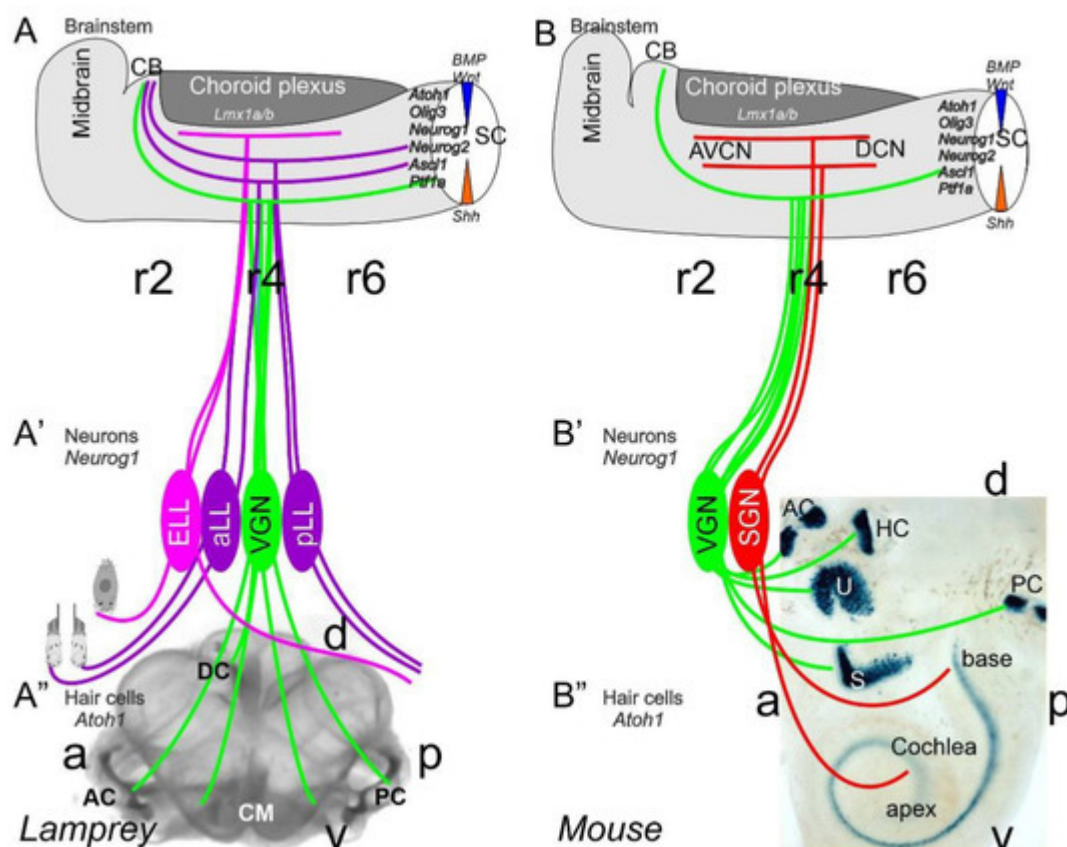 A
Brainstem
Midbrain
CB
Choroid plexus
Lmx1a/b
BMP
Wnt
Atoh1
Olig3
Neurog1
Neurog2
Ascl1
Ptf1a
SC
Shh
r2 r4 r6
A'
Neurons
Neurog1
ELL
aLL
VGN
pLL
d
DC
A"
Hair cells
Atoh1
a
p
AC
CM
PC
v
Lamprey
B
Brainstem
Midbrain
CB
Choroid plexus
Lmx1a/b
BMP
Wnt
Atoh1
Olig3
Neurog1
Neurog2
Ascl1
Ptf1a
SC
AVCN
DCN
Shh
r2 r4 r6
B'
Neurons
Neurog1
VGN
SGN
d
AC
HC
U
PC
S
base
B"
Hair cells
Atoh1
a
p
Cochlea
apex
v
Mouse